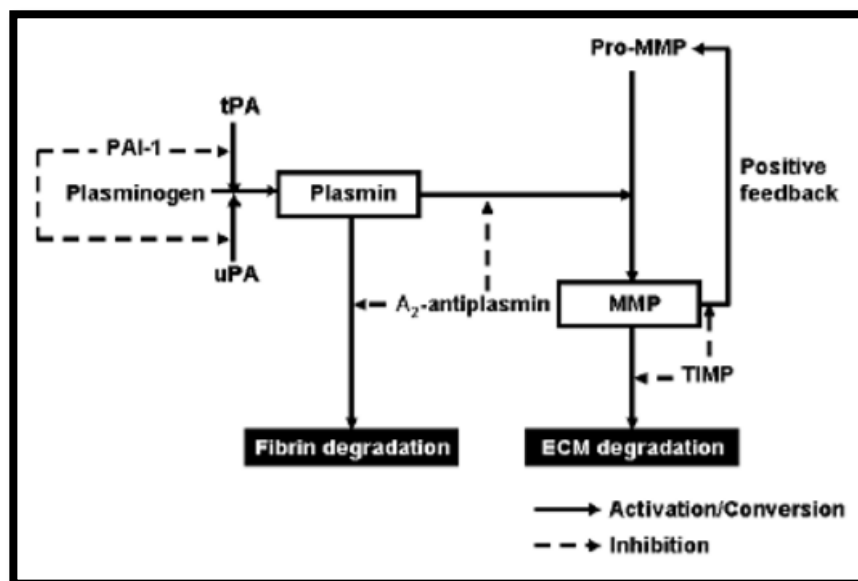 Pro-MMP
tPA
PAI-1
Positive
feedback
Plasminogen
Plasmin
uPA
A₂-antiplasmin
MMP
TIMP
Fibrin degradation
ECM degradation
Activation/Conversion
Inhibition